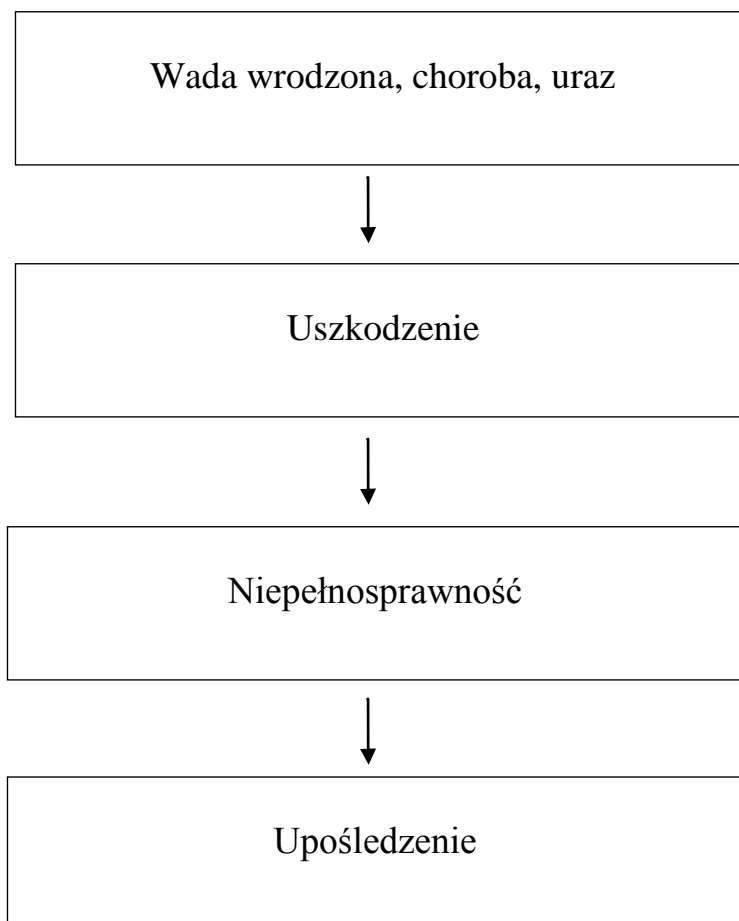 Wada wrodzona, choroba, uraz
Uszkodzenie
Niepełnosprawność
Upośledzenie